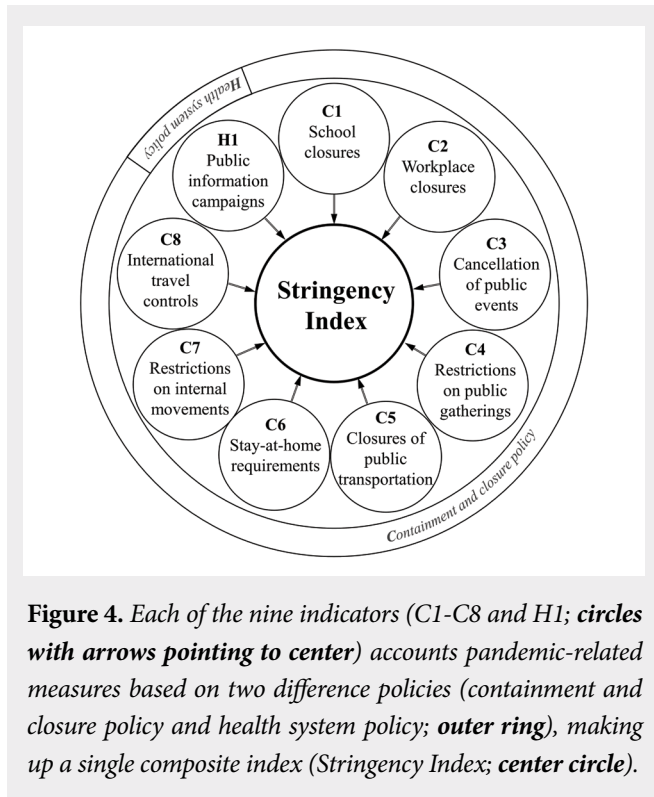 Health system policy
C1
School
closures
C2
Workplace
closures
C3
Cancellation
of public
events
C4
Restrictions
on public
gatherings
C5
Closures of
public
transportation
C6
Stay-at-home
requirements
C7
Restrictions
on internal
movements
C8
International
travel
controls
H1
Public
information
campaigns
Stringency
Index
Containment and closure policy
Figure 4. Each of the nine indicators (C1-C8 and H1; circles
with arrows pointing to center) accounts pandemic-related
measures based on two difference policies (containment and
closure policy and health system policy; outer ring), making
up a single composite index (Stringency Index; center circle).